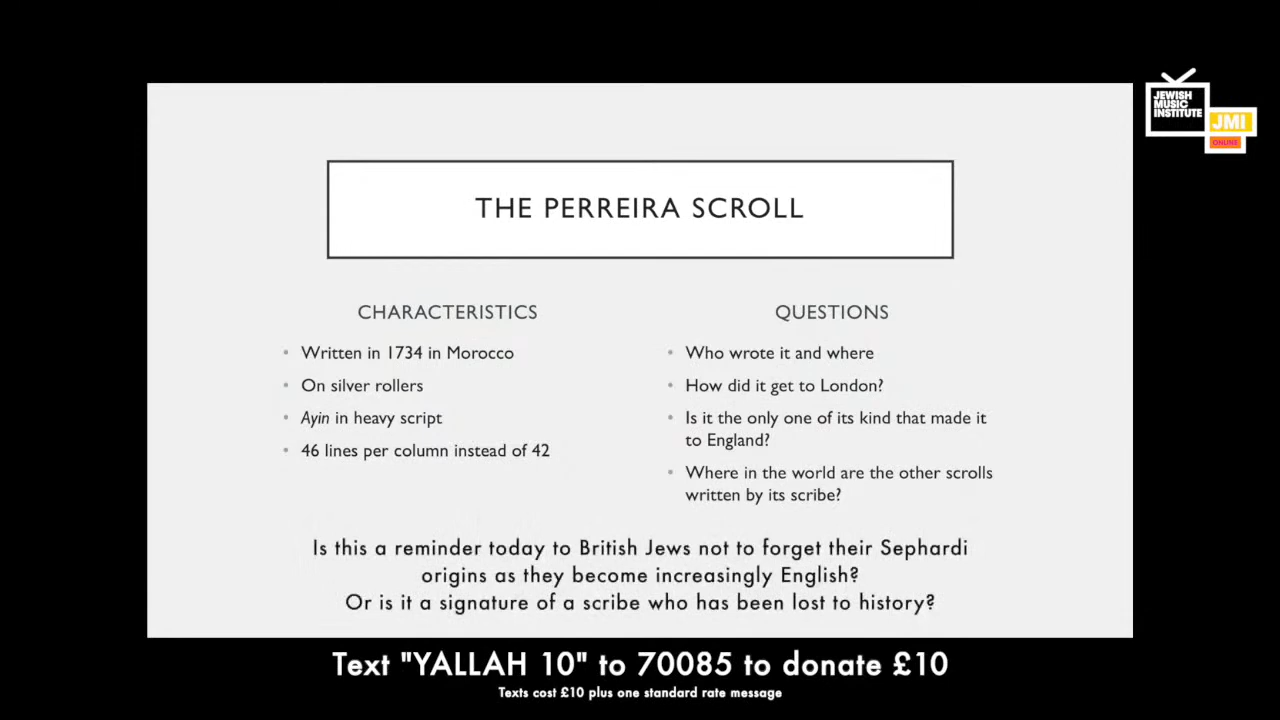 JEWISH
MUSIC
INSTITUTE
JMI
ONLINE
THE PERREIRA SCROLL
CHARACTERISTICS
• Written in 1734 in Morocco
• On silver rollers
• Ayin in heavy script
• 46 lines per column instead of 42
QUESTIONS
• Who wrote it and where
• How did it get to London?
• Is it the only one of its kind that made it
to England?
• Where in the world are the other scrolls
written by its scribe?
Is this a reminder today to British Jews not to forget their Sephardi
origins as they become increasingly English?
Or is it a signature of a scribe who has been lost to history?
Text "YALLAH 10" to 70085 to donate £10
Texts cost £10 plus one standard rate message